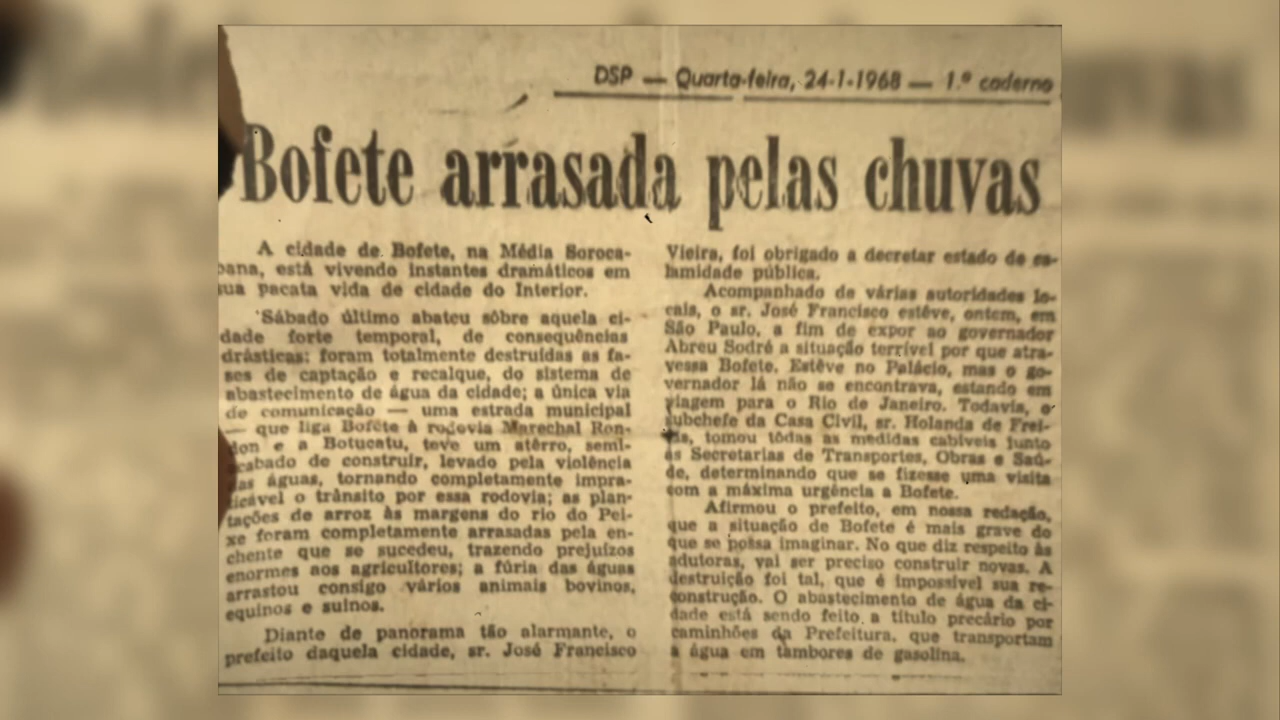 DSP — Quarta-feira, 24-1-1968 — 1.º caderno
Bofete arrasada pelas chuvas
A cidade de Bofete, na Média Soroca-
bana, está vivendo instantes dramáticos em
sua pacata vida de cidade do Interior.
Sábado último abateu sôbre aquela ci-
dade forte temporal, de consequências
drásticas: foram totalmente destruídas as fa-
ses de captação e recalque, do sistema de
abastecimento de água da cidade; a única via
de comunicação — uma estrada municipal
— que liga Bofete à rodovia Marechal Ron-
don e a Botucatu, teve um atêrro, semi-
acabado de construir, levado pela violência
das águas, tornando completamente impra-
ticável o trânsito por essa rodovia; as plan-
tações de arroz às margens do rio do Pei-
xe foram completamente arrasadas pela en-
chente que se sucedeu, trazendo prejuízos
enormes aos agricultores; a fúria das águas
arrastou consigo vários animais bovinos,
equinos e suinos.
Diante de panorama tão alarmante, o
prefeito daquela cidade, sr. José Francisco
Vieira, foi obrigado a decretar estado de ca-
lamidade pública.
Acompanhado de várias autoridades lo-
cais, o sr. José Francisco estêve, ontem, em
São Paulo, a fim de expor ao governador
Abreu Sodré a situação terrível por que atra-
vessa Bofete. Estêve no Palácio, mas o go-
vernador lá não se encontrava, estando em
viagem para o Rio de Janeiro. Todavia, o
subchefe da Casa Civil, sr. Holanda de Frei-
tas, tomou tôdas as medidas cabíveis junto
às Secretarias de Transportes, Obras e Saú-
de, determinando que se fizesse uma visita
com a máxima urgência a Bofete.
Afirmou o prefeito, em nossa redação,
que a situação de Bofete é mais grave do
que se possa imaginar. No que diz respeito às
adutoras, vai ser preciso construir novas. A
destruição foi tal, que é impossível sua re-
construção. O abastecimento de água da ci-
dade está sendo feito a título precário por
caminhões da Prefeitura, que transportam
a água em tambores de gasolina.